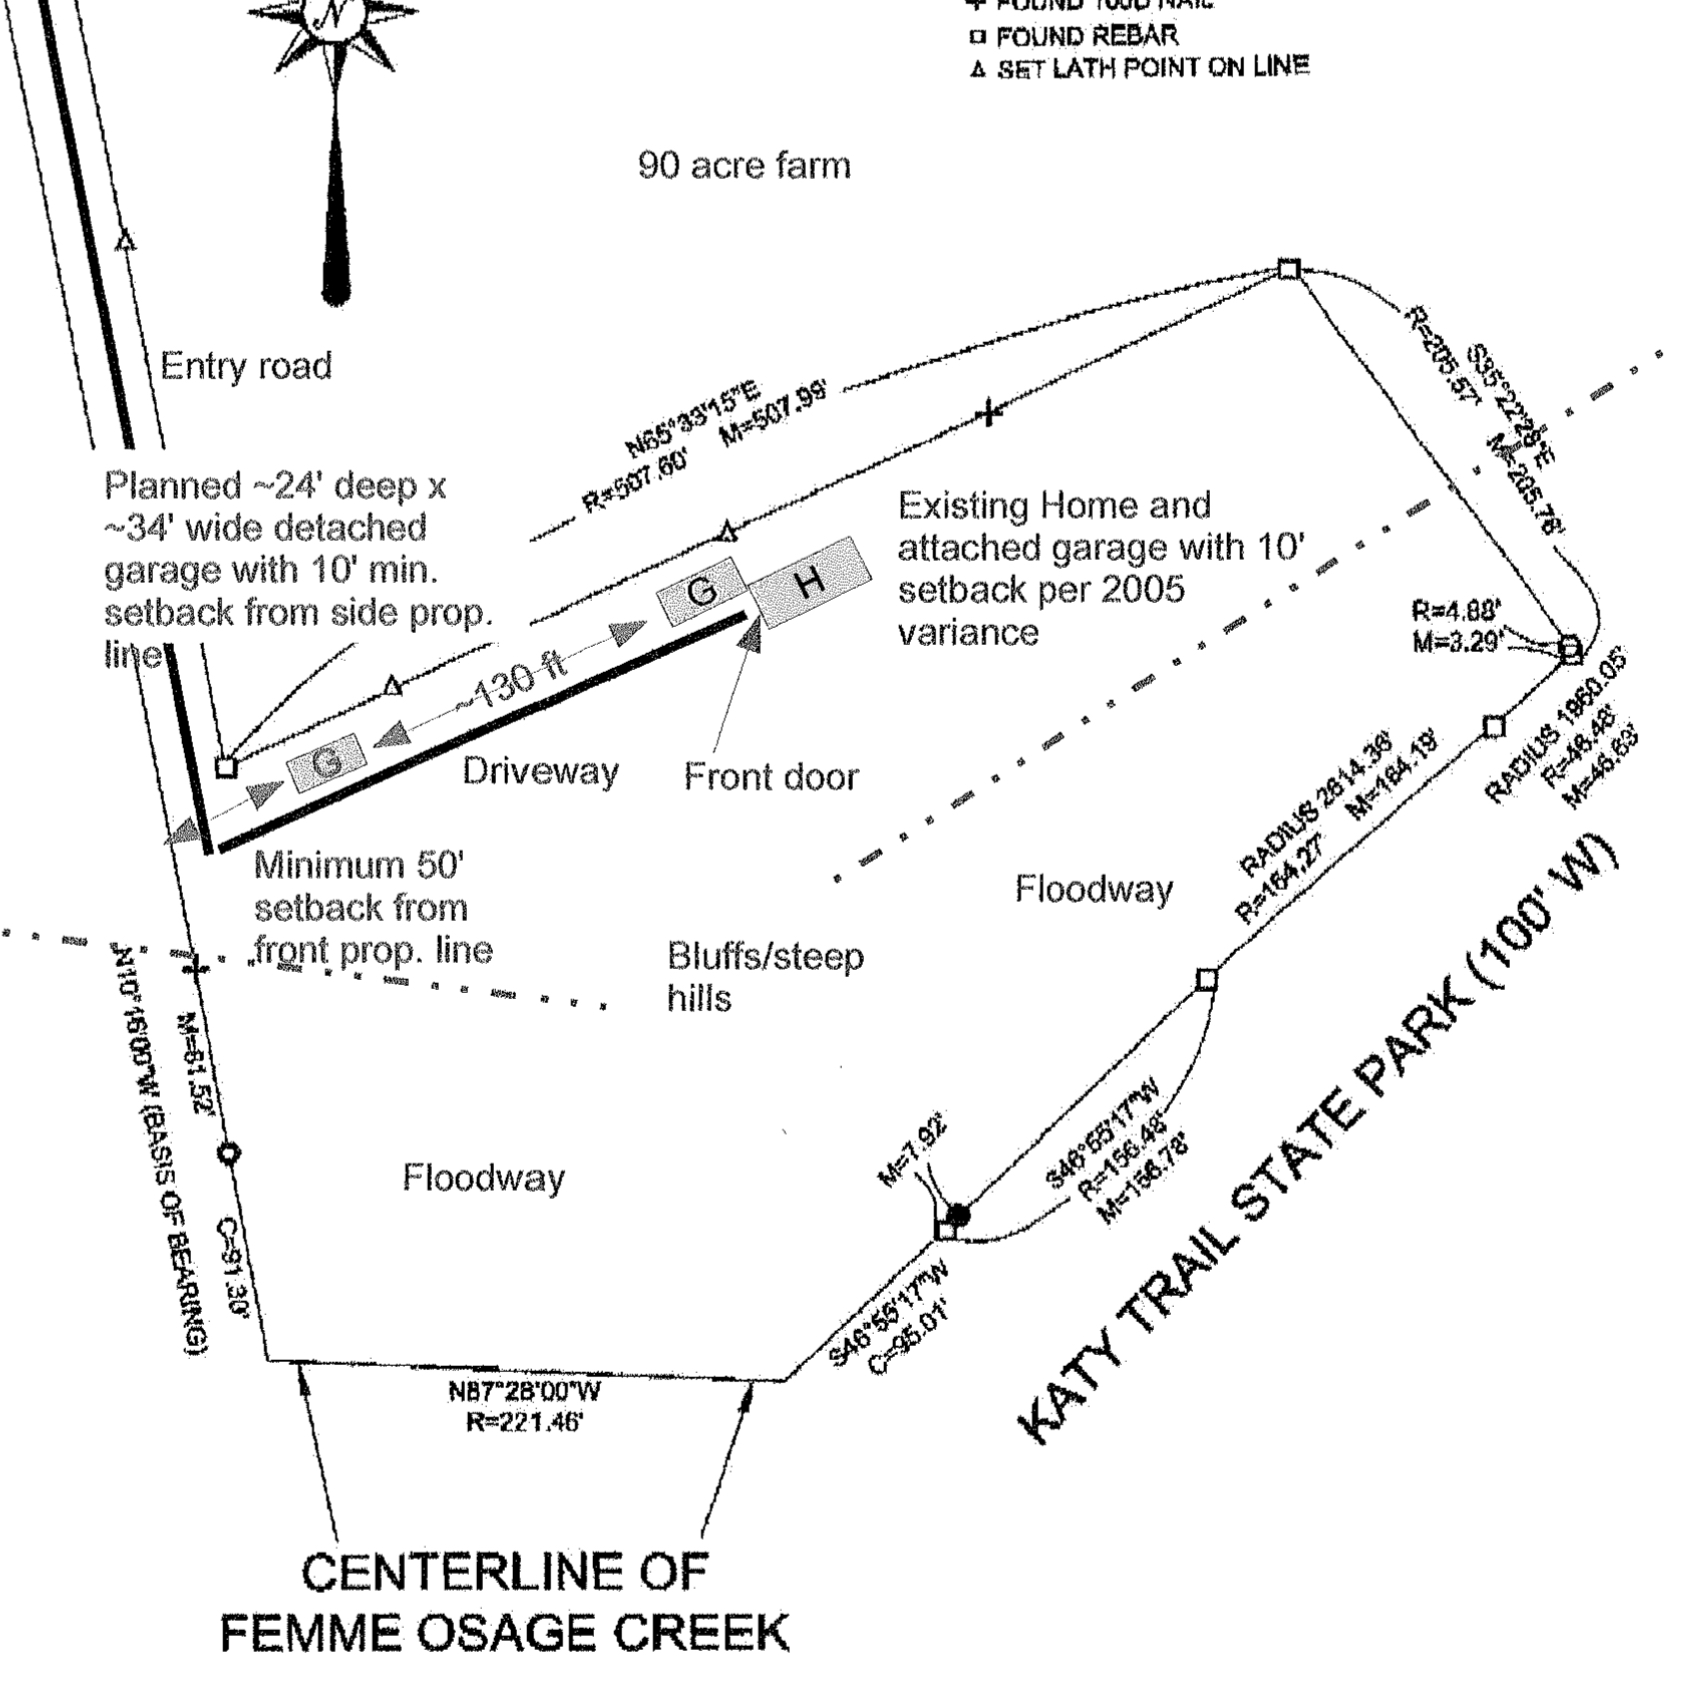 N
FOUND 100D NAIL
FOUND REBAR
SET LATH POINT ON LINE
90 acre farm
Entry road
N65°33'15"E
R=507.60' M=507.99'
R=205.57'
S35°22'28"E
M=205.76'
Planned ~24' deep x
~34' wide detached
garage with 10' min.
setback from side prop.
line
Existing Home and
attached garage with 10'
setback per 2005
variance
G
H
~130 ft
G
Driveway
Front door
R=4.88'
M=3.29'
RADIUS 1960.05'
R=46.48'
M=46.63'
RADIUS 2814.36'
R=164.27' M=164.19'
Minimum 50'
setback from
front prop. line
Floodway
Bluffs/steep
hills
N10°16'00"W (BASIS OF BEARING)
M=81.52'
C=91.30'
Floodway
M=7.92'
S46°55'17"W
R=156.48'
M=156.78'
S46°55'17"W
C=95.01'
KATY TRAIL STATE PARK (100' W)
N87°28'00"W
R=221.46'
CENTERLINE OF
FEMME OSAGE CREEK